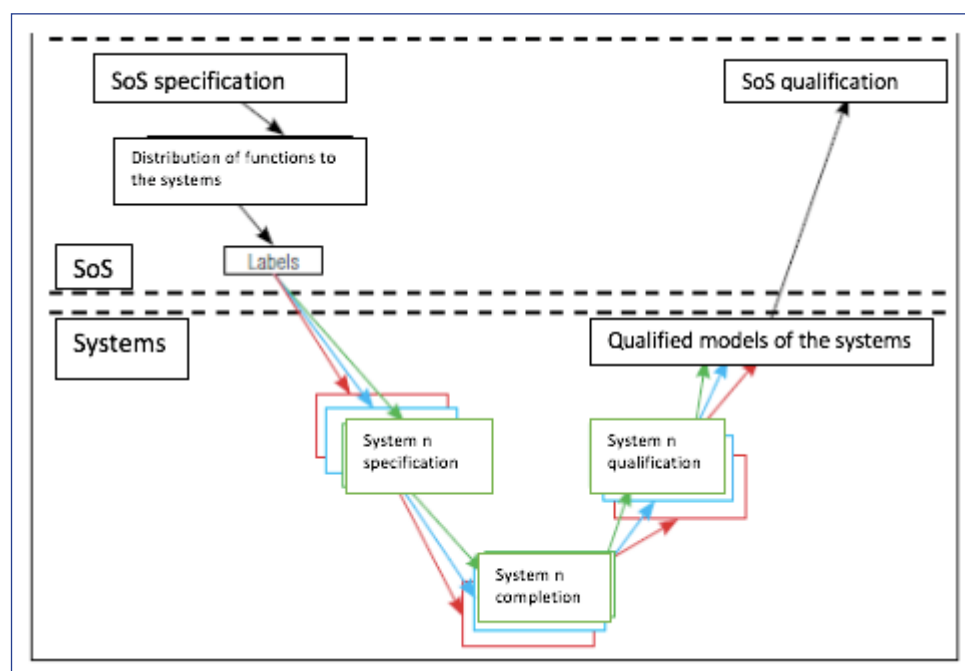 SoS specification
SoS qualification
Distribution of functions to
the systems
Labels
SoS
Systems
Qualified models of the systems
System n
specification
System n
qualification
System n
completion